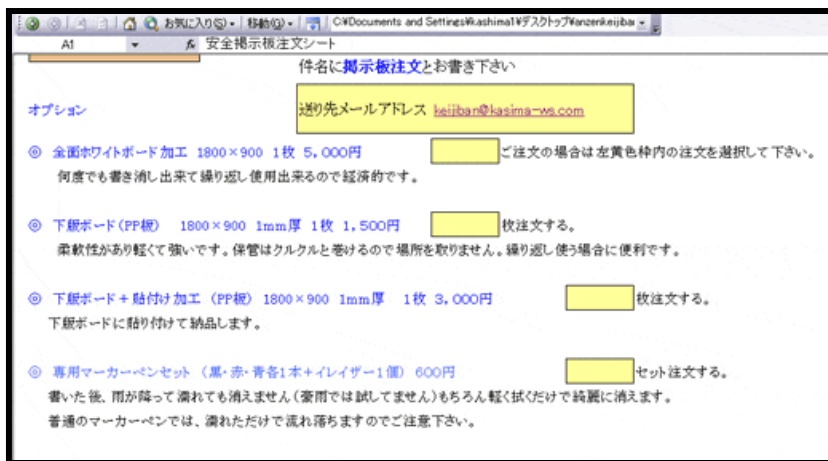 お気に入り(S) 移動(G) C:¥Documents and Settings¥kashima1¥デスクトップ¥anzenkeijiban
A1 fx 安全掲示板注文シート
件名に掲示板注文とお書き下さい
オプション
送り先メールアドレス keijban@kasima-ws.com
◎ 全面ホワイトボード加工 1800×900 1枚 5,000円 ご注文の場合は左黄色枠内の注文を選択して下さい。
何度でも書き消し出来て繰り返し使用出来るので経済的です。
◎ 下敷ボード(PP板) 1800×900 1mm厚 1枚 1,500円 枚注文する。
柔軟性があり軽くて強いです。保管はクルクルと巻けるので場所を取りません。繰り返し使う場合に便利です。
◎ 下敷ボード+貼付け加工 (PP板) 1800×900 1mm厚 1枚 3,000円 枚注文する。
下敷ボードに貼り付けて納品します。
◎ 専用マーカーペンセット (黒・赤・青各1本+イレイザー1個) 600円 セット注文する。
書いた後、雨が降って濡れても消えません(豪雨では試してません)もちろん軽く拭くだけで綺麗に消えます。
普通のマーカーペンでは、濡れただけで流れ落ちますのでご注意下さい。